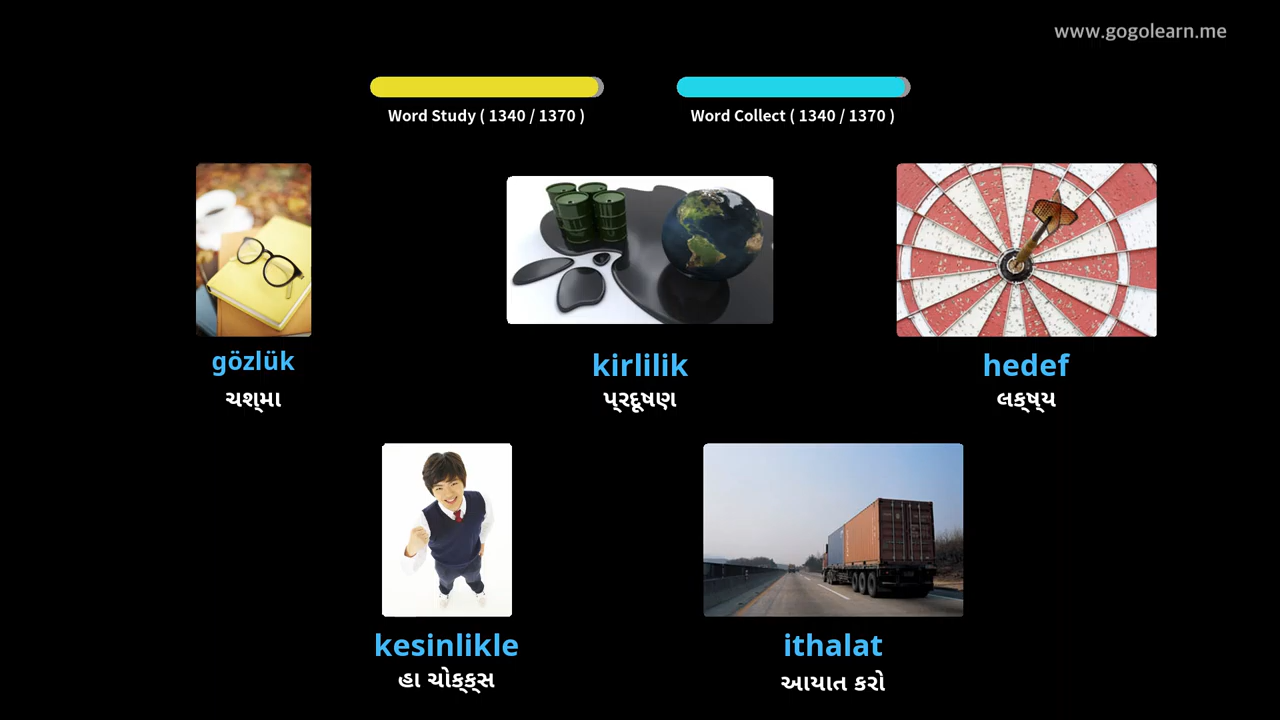 www.gogolearn.me
Word Study ( 1340 / 1370 )
Word Collect ( 1340 / 1370 )
gözlük
ચશ્મા
kirlilik
પ્રદૂષણ
hedef
લક્ષ્ય
kesinlikle
હા ચોક્ક્સ
ithalat
આયાત કરો